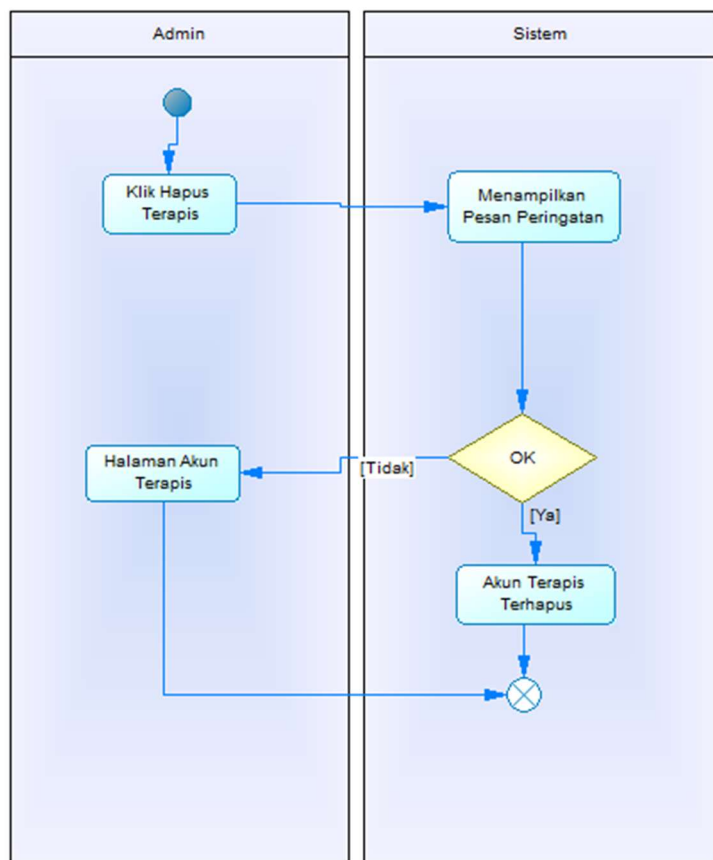 Admin
Sistem
Klik Hapus
Terapis
Menampilkan
Pesan Peringatan
OK
[Tidak]
Halaman Akun
Terapis
[Ya]
Akun Terapis
Terhapus